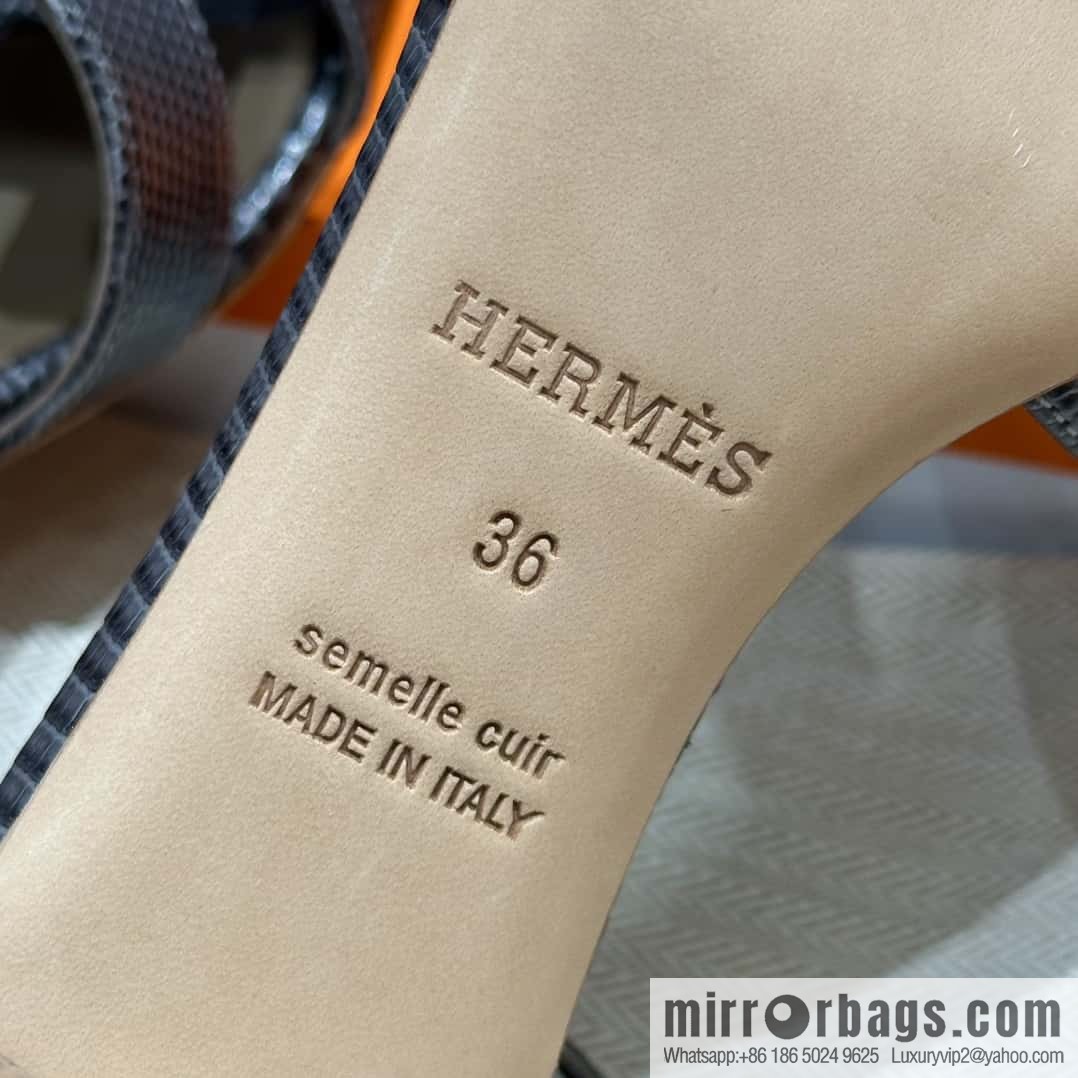 HERMÈS
36
semelle cuir
MADE IN ITALY
mirrorbags.com
Whatsapp:+86 186 5024 9625 Luxuryvip2@yahoo.com